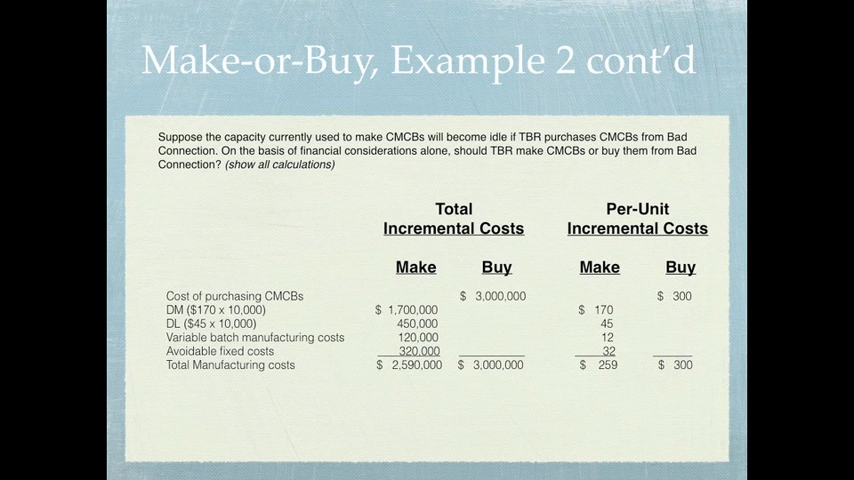 Make-or-Buy, Example 2 cont'd
Suppose the capacity currently used to make CMCBs will become idle if TBR purchases CMCBs from Bad
Connection. On the basis of financial considerations alone, should TBR make CMCBs or buy them from Bad
Connection? (show all calculations)
Total Per-Unit
Incremental Costs Incremental Costs
Make Buy Make Buy
Cost of purchasing CMCBs $ 3,000,000 $ 300
DM ($170 x 10,000) $ 1,700,000 $ 170
DL ($45 x 10,000) 450,000 45
Variable batch manufacturing costs 120,000 12
Avoidable fixed costs 320,000 32
Total Manufacturing costs $ 2,590,000 $ 3,000,000 $ 259 $ 300